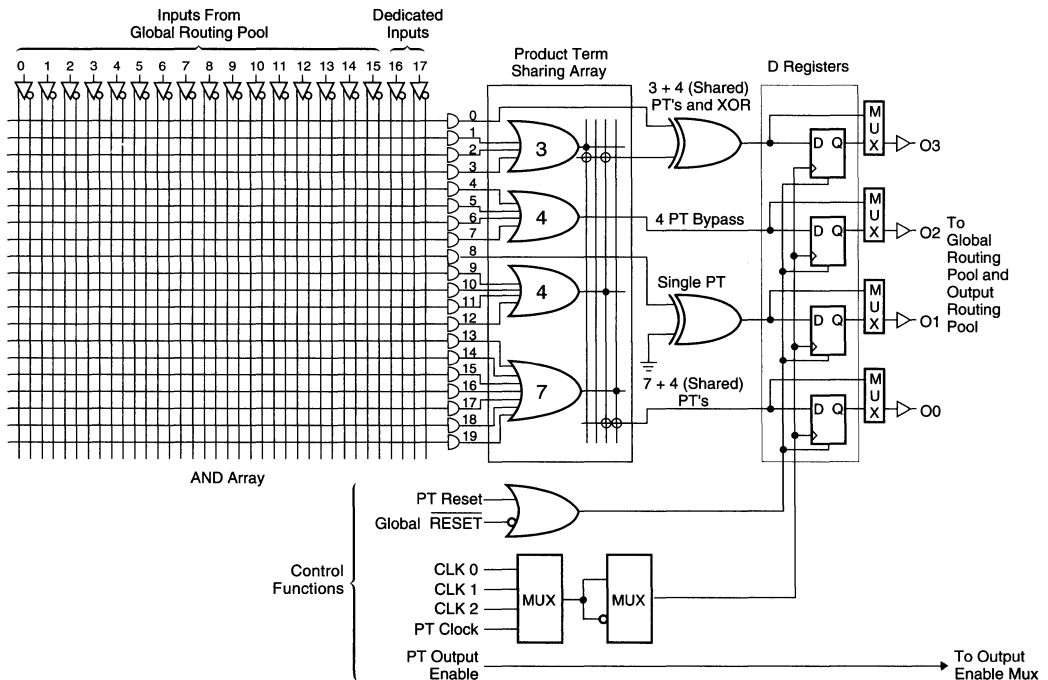 Inputs From
Global Routing Pool
Dedicated
Inputs
0 1 2 3 4 5 6 7 8 9 10 11 12 13 14 15 16 17
Product Term
Sharing Array
D Registers
3 + 4 (Shared)
PT's and XOR
0
1
2
3
4
5
6
7
8
9
10
11
12
13
14
15
16
17
18
19
3
4
4
7
4 PT Bypass
Single PT
7 + 4 (Shared)
PT's
D Q
MUX
O3
D Q
MUX
O2
D Q
MUX
O1
D Q
MUX
O0
To
Global
Routing
Pool and
Output
Routing
Pool
AND Array
Control
Functions
PT Reset
Global RESET
CLK 0
CLK 1
CLK 2
PT Clock
MUX
MUX
PT Output
Enable
To Output
Enable Mux